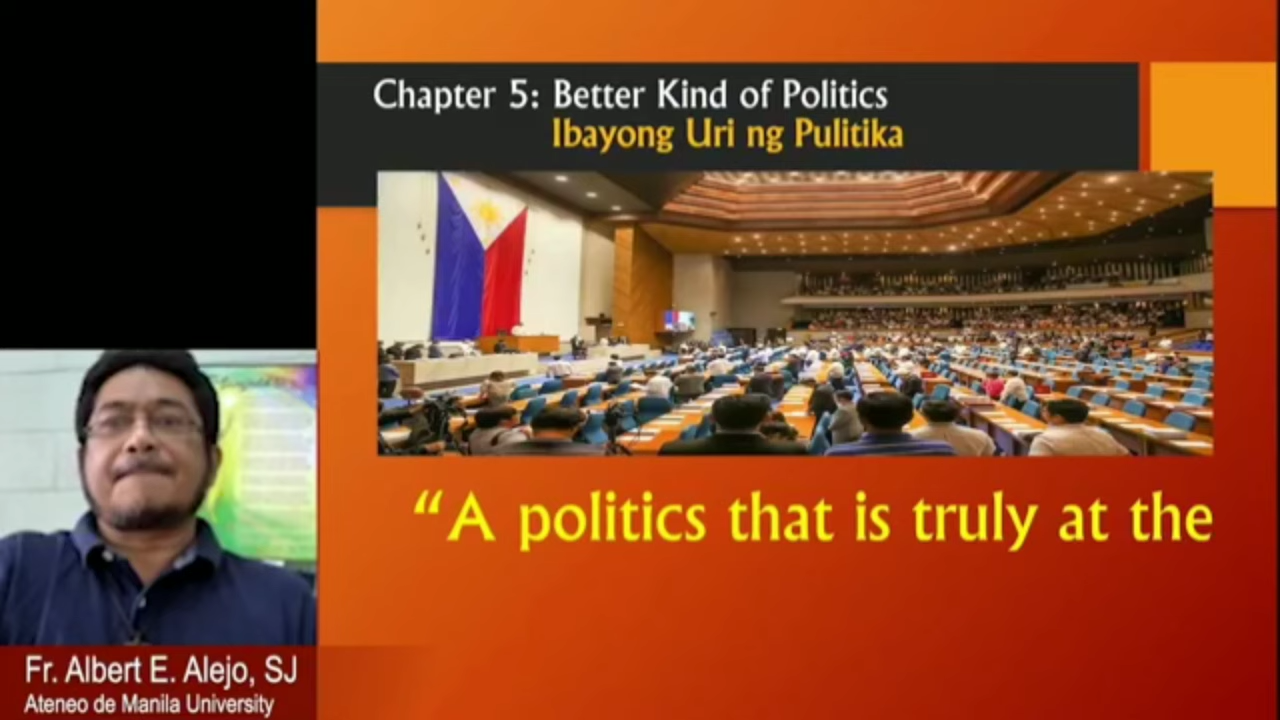 Chapter 5: Better Kind of Politics
Ibayong Uri ng Pulitika
“A politics that is truly at the
Fr. Albert E. Alejo, SJ
Ateneo de Manila University